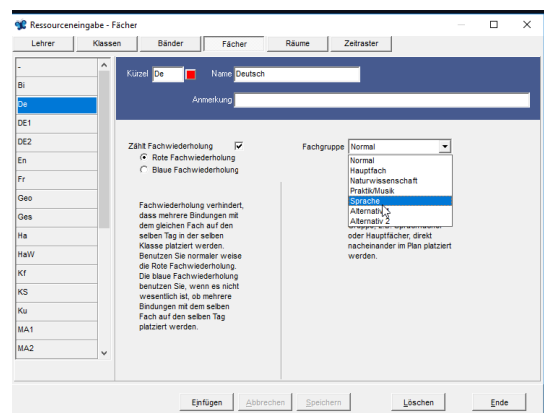 Ressourceneingabe - Fächer
Lehrer Klassen Bänder Fächer Räume Zeitraster
-
Bi
De
DE1
DE2
En
Fr
Geo
Ges
Ha
HaW
Kf
KS
Ku
MA1
MA2
Kürzel De Name Deutsch
Anmerkung
Zählt Fachwiederholung
Rote Fachwiederholung
Blaue Fachwiederholung
Fachwiederholung verhindert,
dass mehrere Bindungen mit
dem gleichen Fach auf den
selben Tag in der selben
Klasse platziert werden.
Benutzen Sie normaler weise
die Rote Fachwiederholung.
Die blaue Fachwiederholung
benutzen Sie, wenn es nicht
wesentlich ist, ob mehrere
Bindungen mit dem selben
Fach auf den selben Tag
platziert werden.
Fachgruppe Normal
Normal
Hauptfach
Naturwissenschaft
Praktik/Musik
Sprache
Alternativ
Alternativ 2
oder Hauptfächer, direkt
nacheinander im Plan platziert
werden.
Einfügen Abbrechen Speichern Löschen Ende